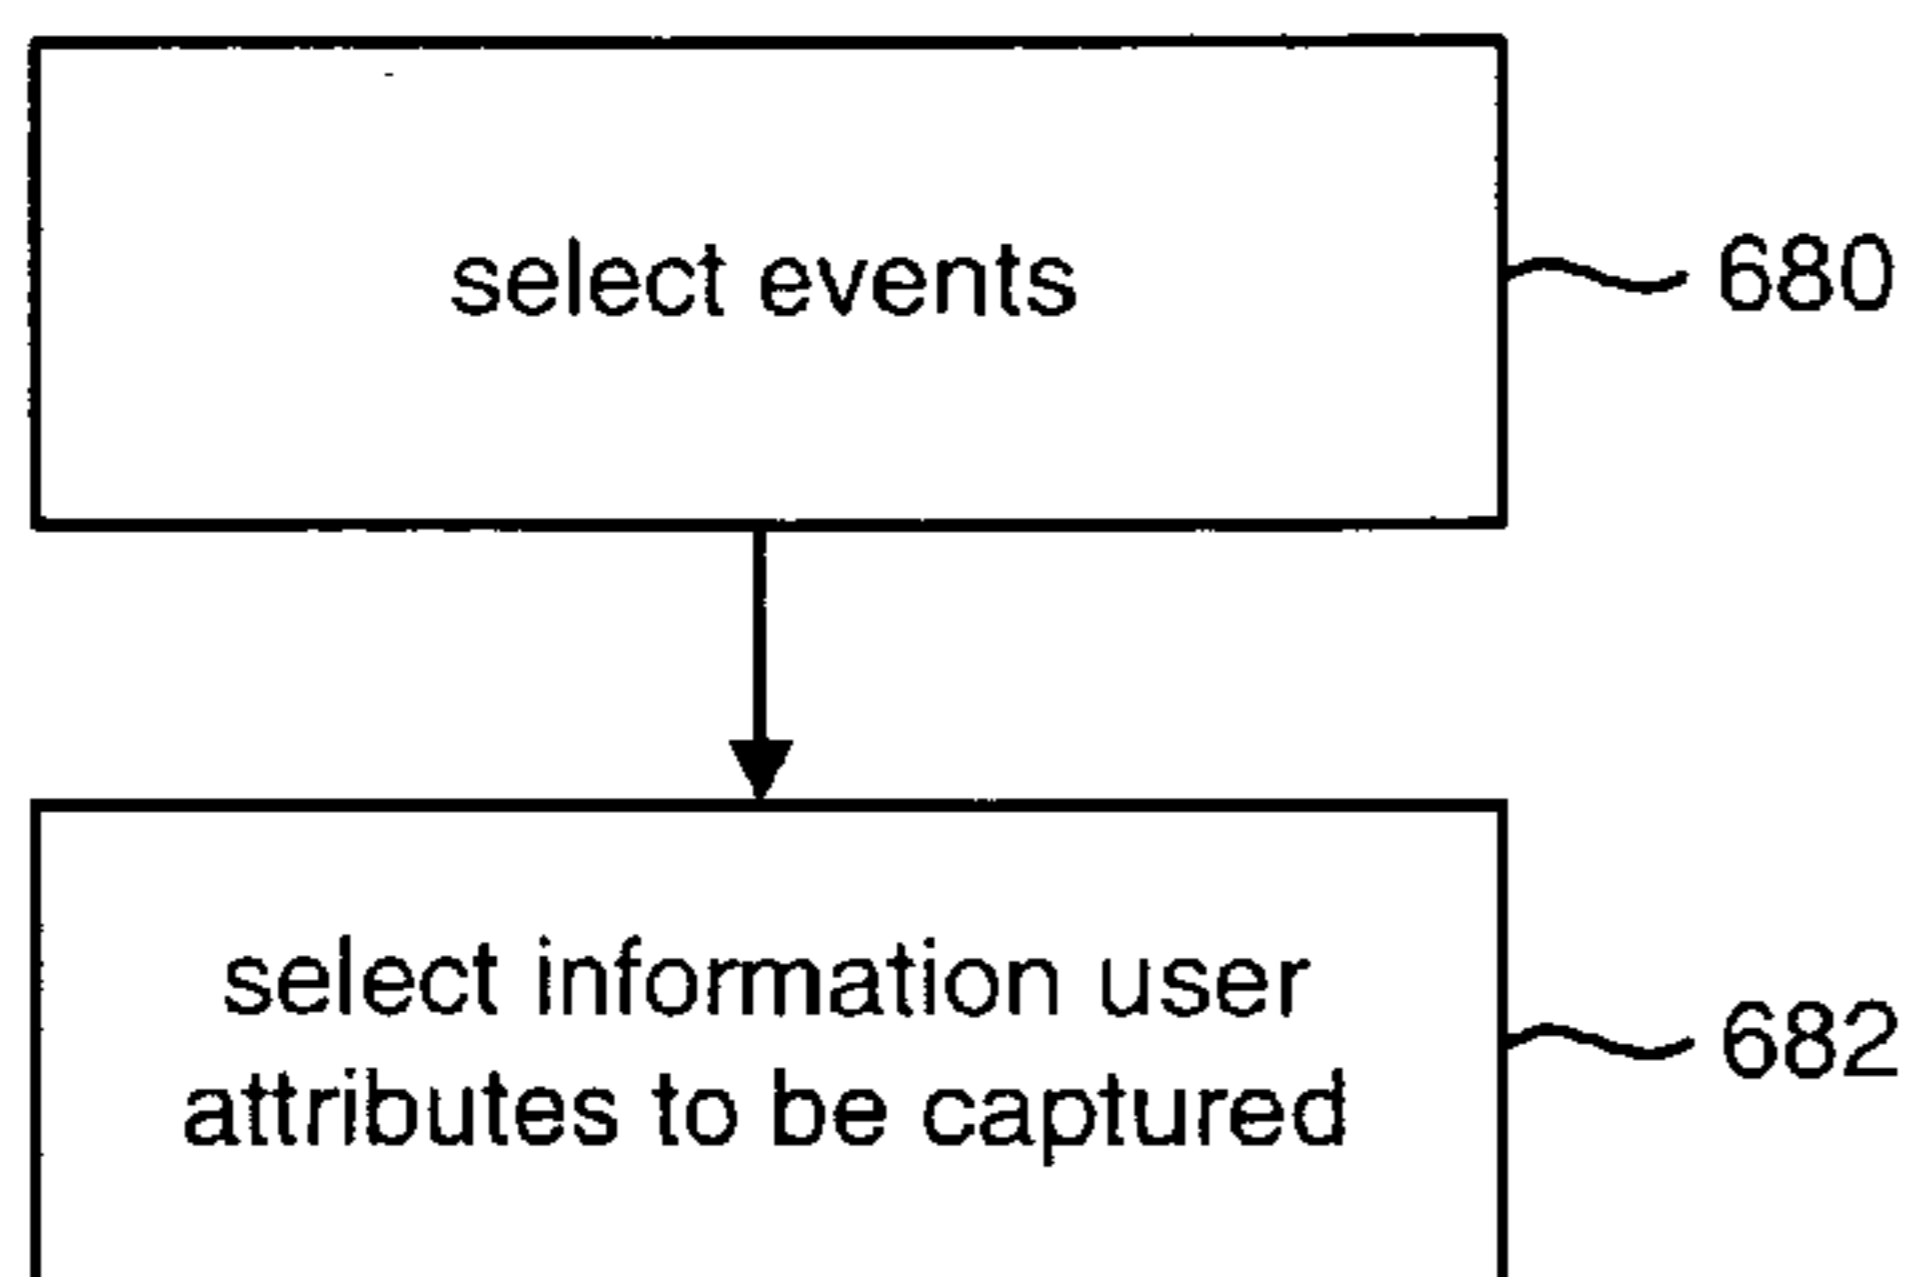 select events
680
select information user
attributes to be captured
682